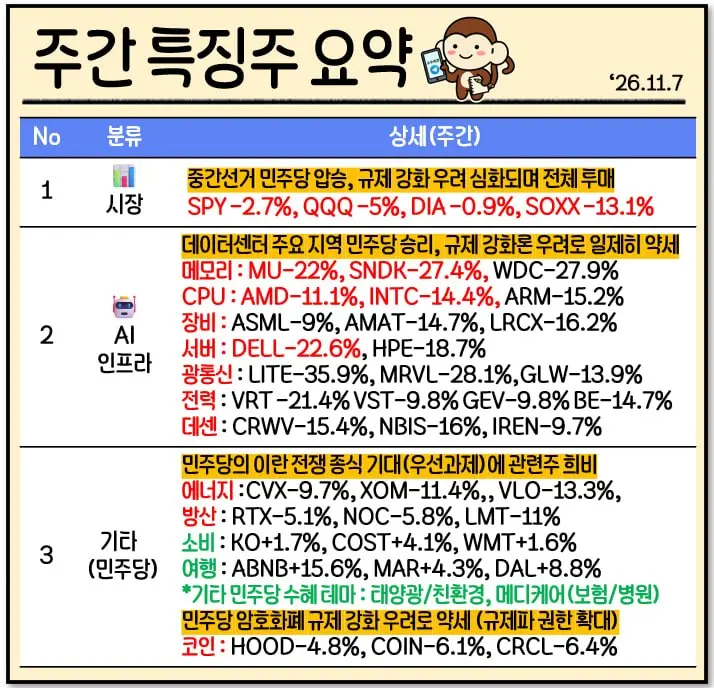 주간 특징주 요약
‘26.11.7
No 분류 상세(주간)
1 시장
중간선거 민주당 압승, 규제 강화 우려 심화되며 전체 투매
SPY -2.7%, QQQ -5%, DIA -0.9%, SOXX -13.1%
2 AI 인프라
데이터센터 주요 지역 민주당 승리, 규제 강화론 우려로 일제히 약세
메모리 : MU-22%, SNDK-27.4%, WDC-27.9%
CPU : AMD-11.1%, INTC-14.4%, ARM-15.2%
장비 : ASML-9%, AMAT-14.7%, LRCX-16.2%
서버 : DELL-22.6%, HPE-18.7%
광통신 : LITE-35.9%, MRVL-28.1%,GLW-13.9%
전력 : VRT -21.4% VST-9.8% GEV-9.8% BE-14.7%
데센 : CRWV-15.4%, NBIS-16%, IREN-9.7%
3 기타 (민주당)
민주당의 이란 전쟁 종식 기대(우선과제)에 관련주 희비
에너지 :CVX-9.7%, XOM-11.4%,, VLO-13.3%,
방산 : RTX-5.1%, NOC-5.8%, LMT-11%
소비 : KO+1.7%, COST+4.1%, WMT+1.6%
여행 : ABNB+15.6%, MAR+4.3%, DAL+8.8%
*기타 민주당 수혜 테마 : 태양광/친환경, 메디케어(보험/병원)
민주당 암호화폐 규제 강화 우려로 약세 (규제파 권한 확대)
코인 : HOOD-4.8%, COIN-6.1%, CRCL-6.4%